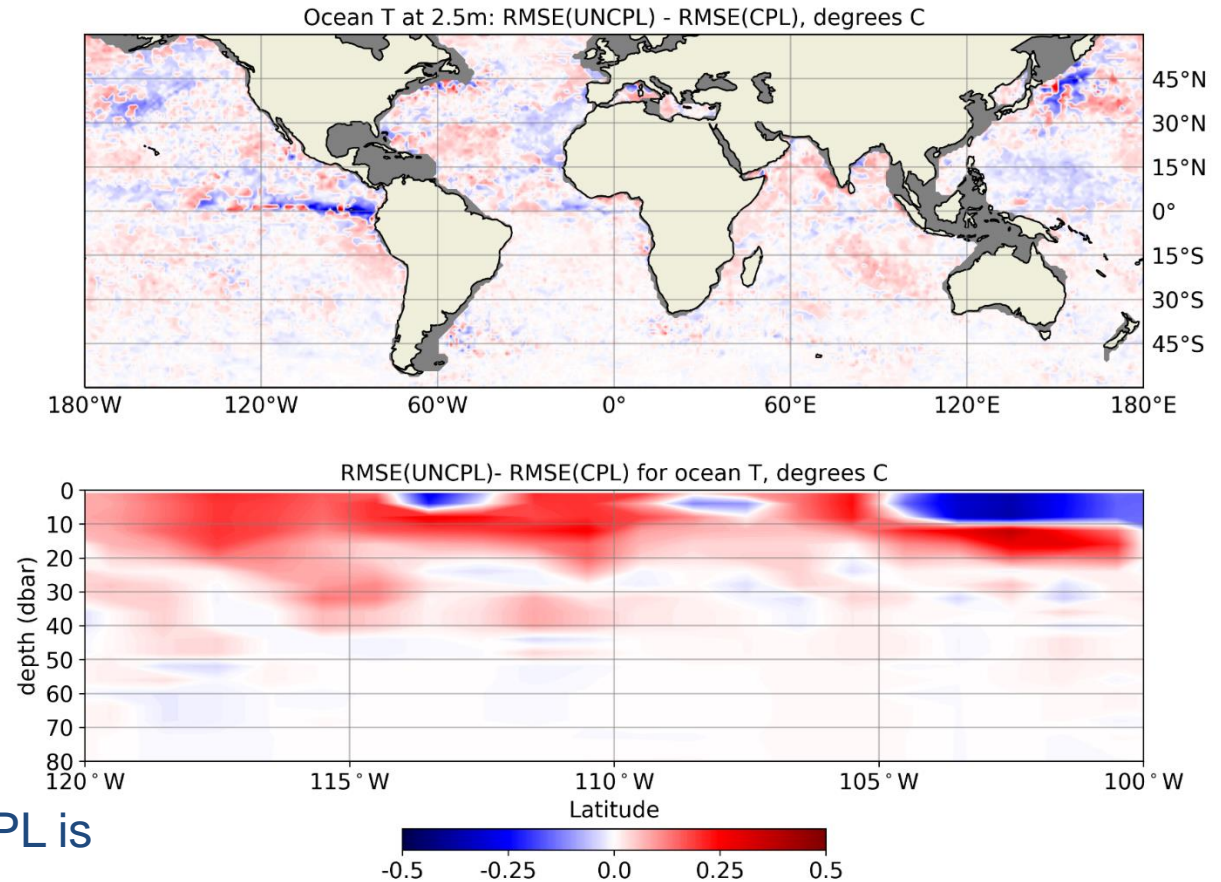 Ocean T at 2.5m: RMSE(UNCPL) - RMSE(CPL), degrees C
45°N
30°N
15°N
0°
15°S
30°S
45°S
180°W 120°W 60°W 0° 60°E 120°E 180°E
RMSE(UNCPL)- RMSE(CPL) for ocean T, degrees C
0
10
20
30
40
50
60
70
80
depth (dbar)
120°W 115°W 110°W 105°W 100°W
Latitude
PL is
-0.5 -0.25 0.0 0.25 0.5